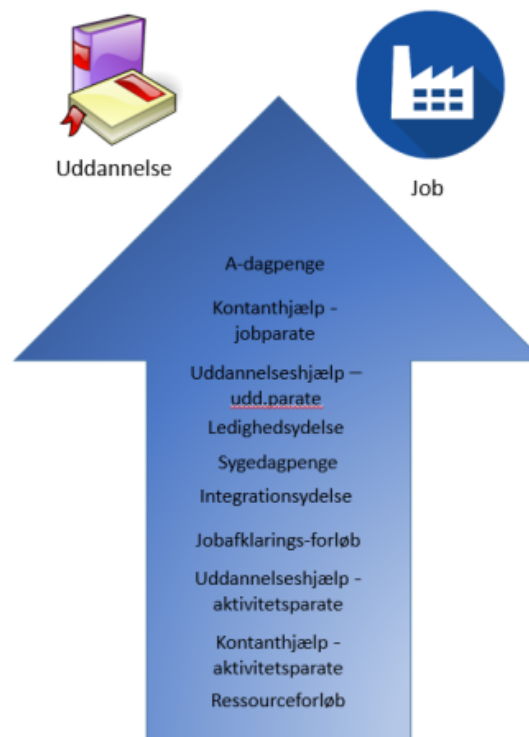 Uddannelse
Job
A-dagpenge
Kontanthjælp -
jobparate
Uddannelseshjælp –
udd.parate
Ledighedsydelse
Sygedagpenge
Integrationsydelse
Jobafklarings-forløb
Uddannelseshjælp -
aktivitetsparate
Kontanthjælp -
aktivitetsparate
Ressourceforløb